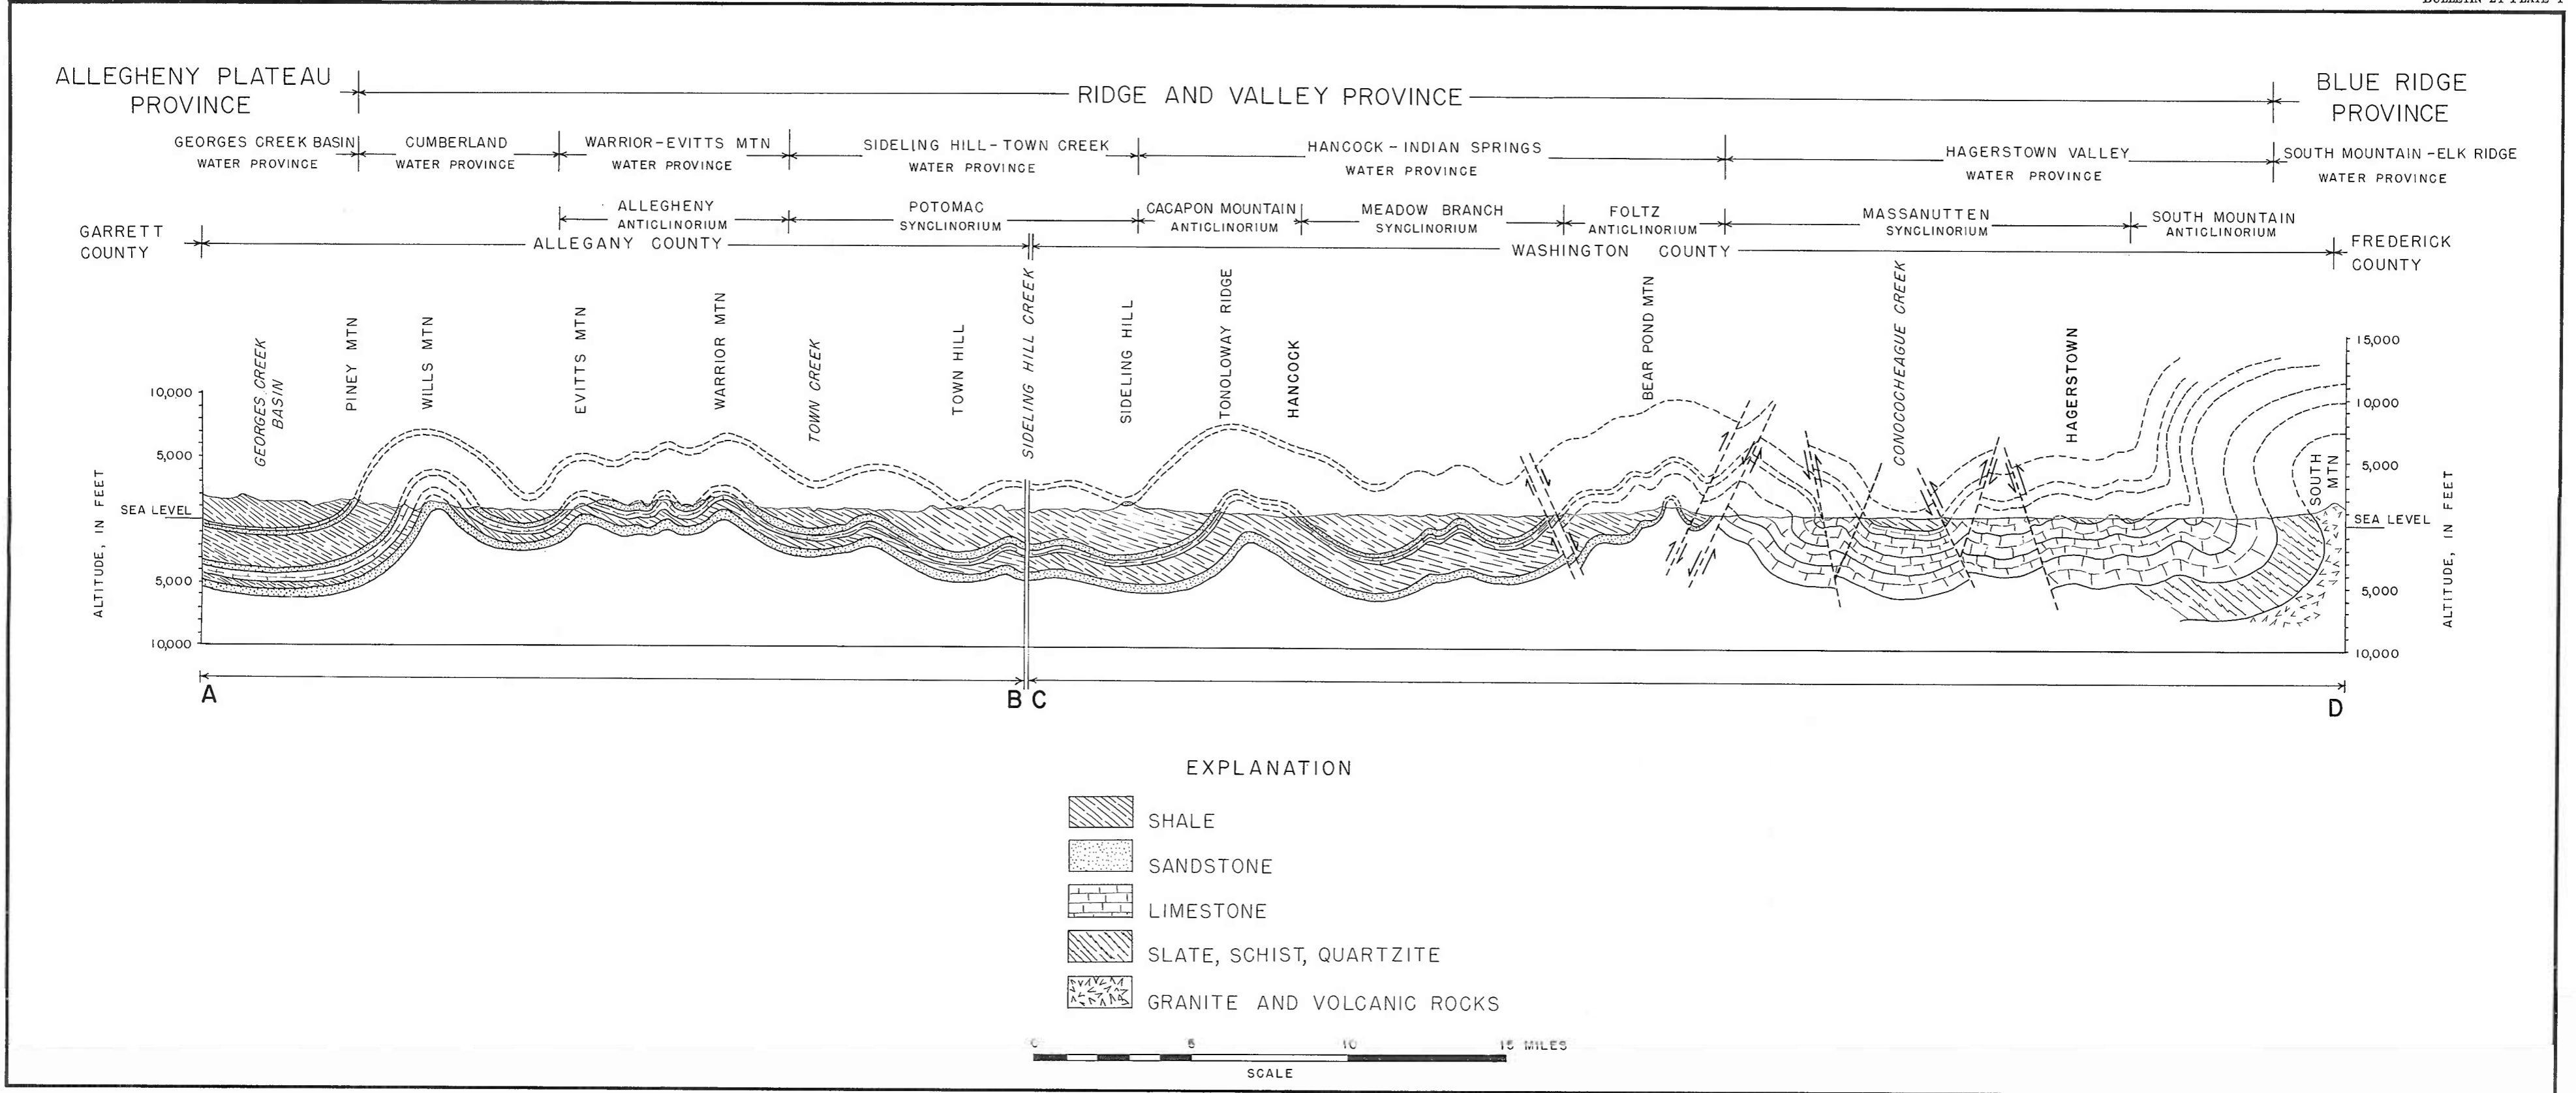 BULLETIN 24 PLATE 1
ALLEGHENY PLATEAU
PROVINCE
RIDGE AND VALLEY PROVINCE
BLUE RIDGE
PROVINCE
GEORGES CREEK BASIN
WATER PROVINCE
CUMBERLAND
WATER PROVINCE
WARRIOR-EVITTS MTN
WATER PROVINCE
SIDELING HILL-TOWN CREEK
WATER PROVINCE
HANCOCK-INDIAN SPRINGS
WATER PROVINCE
HAGERSTOWN VALLEY
WATER PROVINCE
SOUTH MOUNTAIN-ELK RIDGE
WATER PROVINCE
ALLEGHENY
ANTICLINORIUM
POTOMAC
SYNCLINORIUM
CACAPON MOUNTAIN
ANTICLINORIUM
MEADOW BRANCH
SYNCLINORIUM
FOLTZ
ANTICLINORIUM
MASSANUTTEN
SYNCLINORIUM
SOUTH MOUNTAIN
ANTICLINORIUM
GARRETT
COUNTY
ALLEGANY COUNTY
WASHINGTON COUNTY
FREDERICK
COUNTY
GEORGES CREEK
BASIN
PINEY MTN
WILLS MTN
EVITTS MTN
WARRIOR MTN
TOWN CREEK
TOWN HILL
SIDELING HILL CREEK
SIDELING HILL
TONOLOWAY RIDGE
HANCOCK
BEAR POND MTN
CONOCOCHEAGUE CREEK
HAGERSTOWN
SOUTH
MTN
10,000
5,000
SEA LEVEL
5,000
10,000
ALTITUDE, IN FEET
15,000
10,000
5,000
SEA LEVEL
5,000
10,000
ALTITUDE, IN FEET
A
B
C
D
EXPLANATION
SHALE
SANDSTONE
LIMESTONE
SLATE, SCHIST, QUARTZITE
GRANITE AND VOLCANIC ROCKS
0 5 10 15 MILES
SCALE